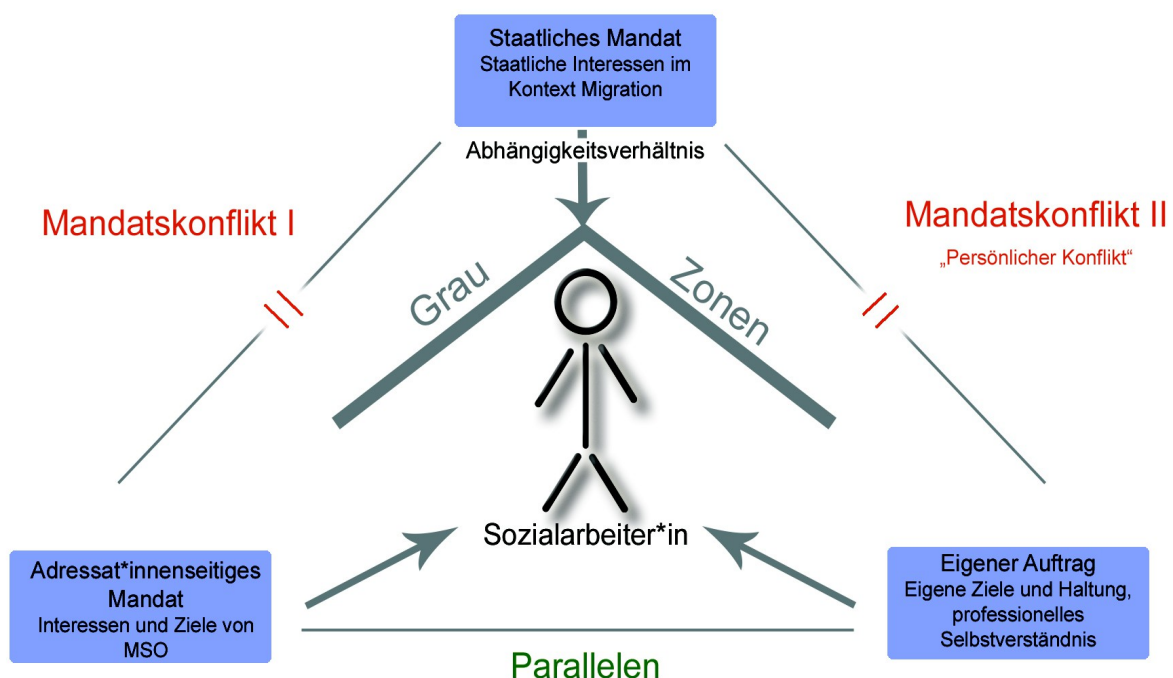 Staatliches Mandat
Staatliche Interessen im
Kontext Migration
Abhängigkeitsverhältnis
Mandatskonflikt I
Mandatskonflikt II
„Persönlicher Konflikt“
Grau
Zonen
Sozialarbeiter*in
Adressat*innenseitiges
Mandat
Interessen und Ziele von
MSO
Eigener Auftrag
Eigene Ziele und Haltung,
professionelles
Selbstverständnis
Parallelen